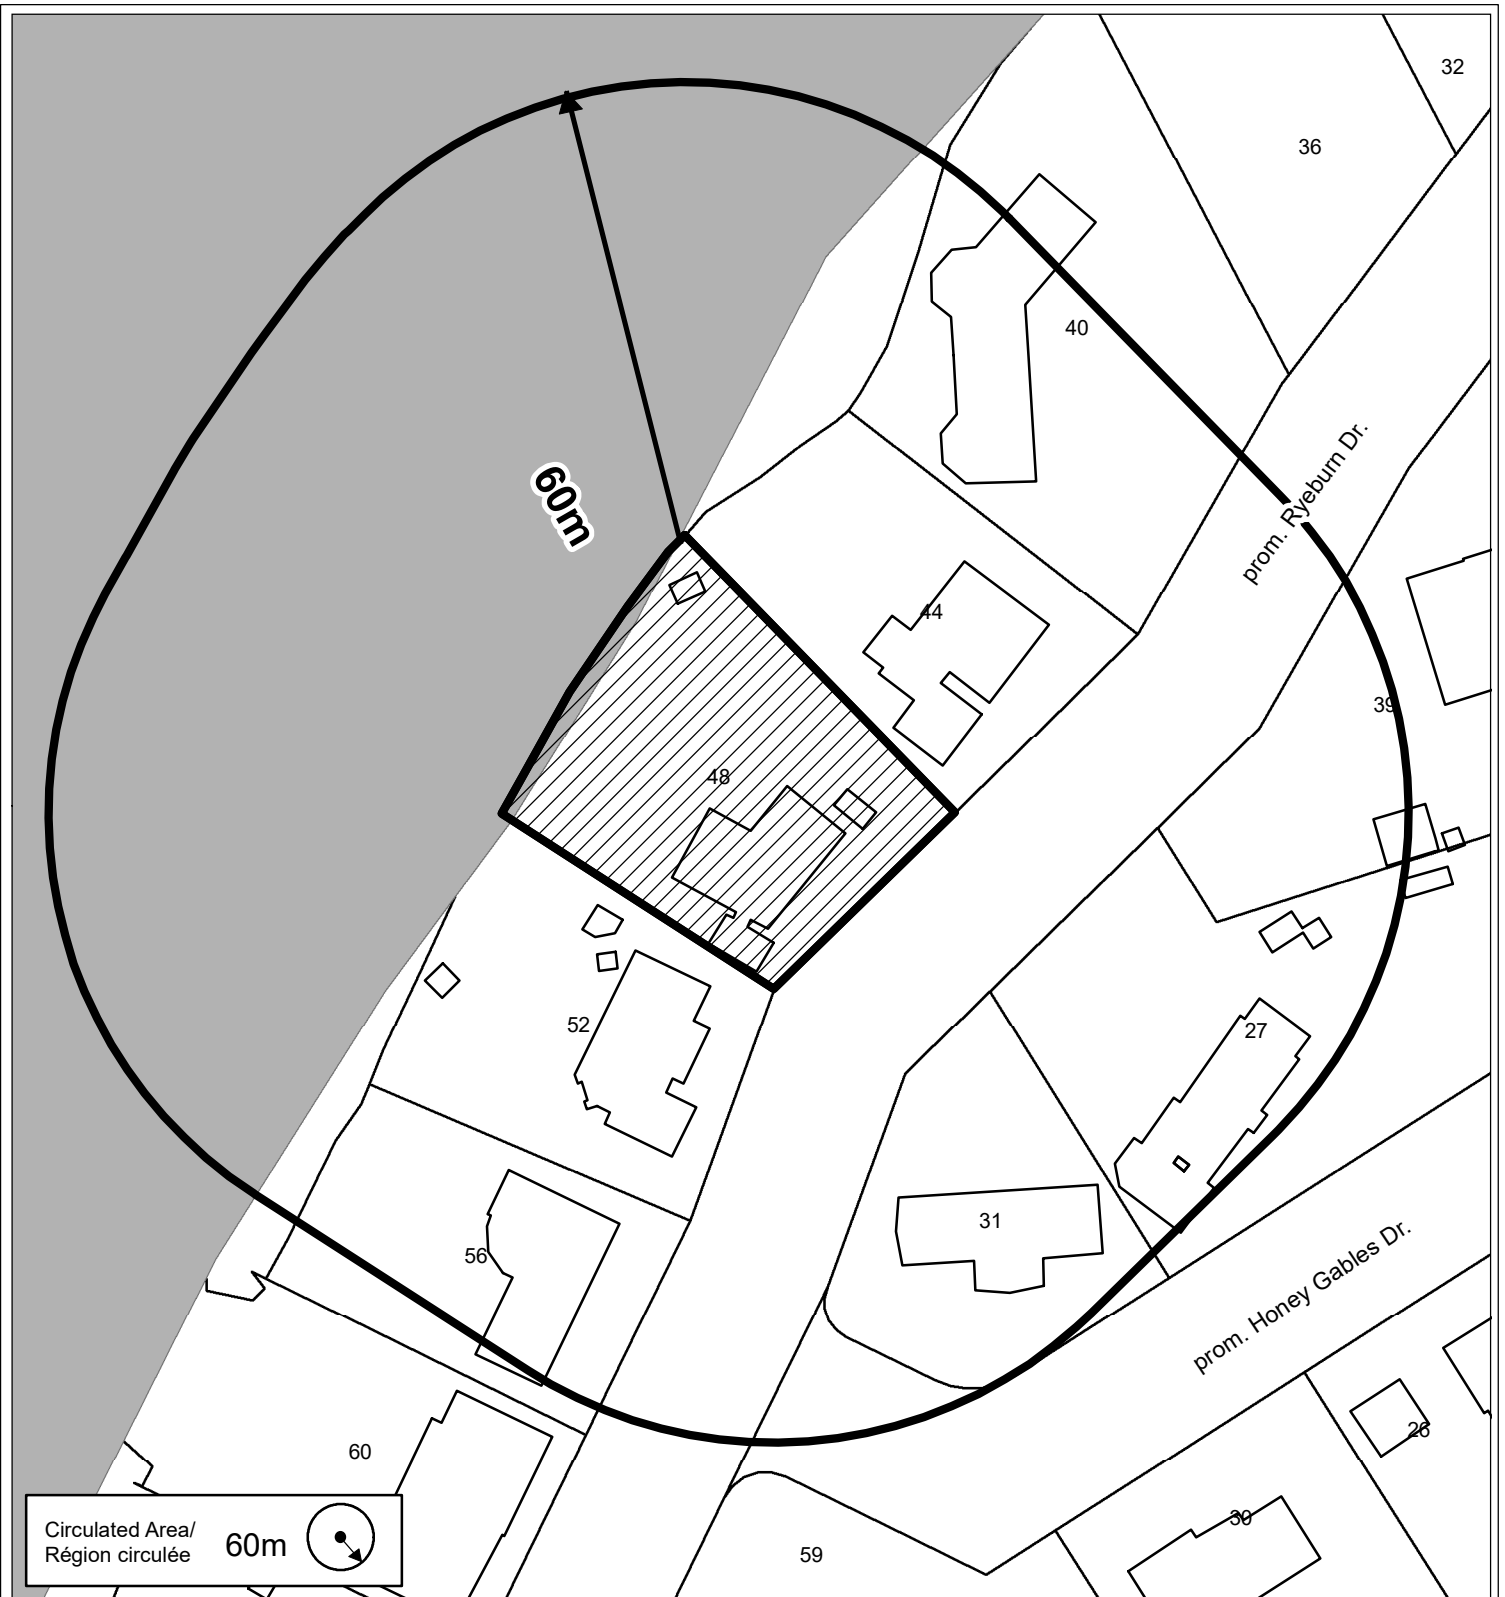 32
36
40
prom. Ryeburn Dr.
60m
44
39
48
52
27
31
56
prom. Honey Gables Dr.
26
60
30
59
Circulated Area/
Région circulée
60m